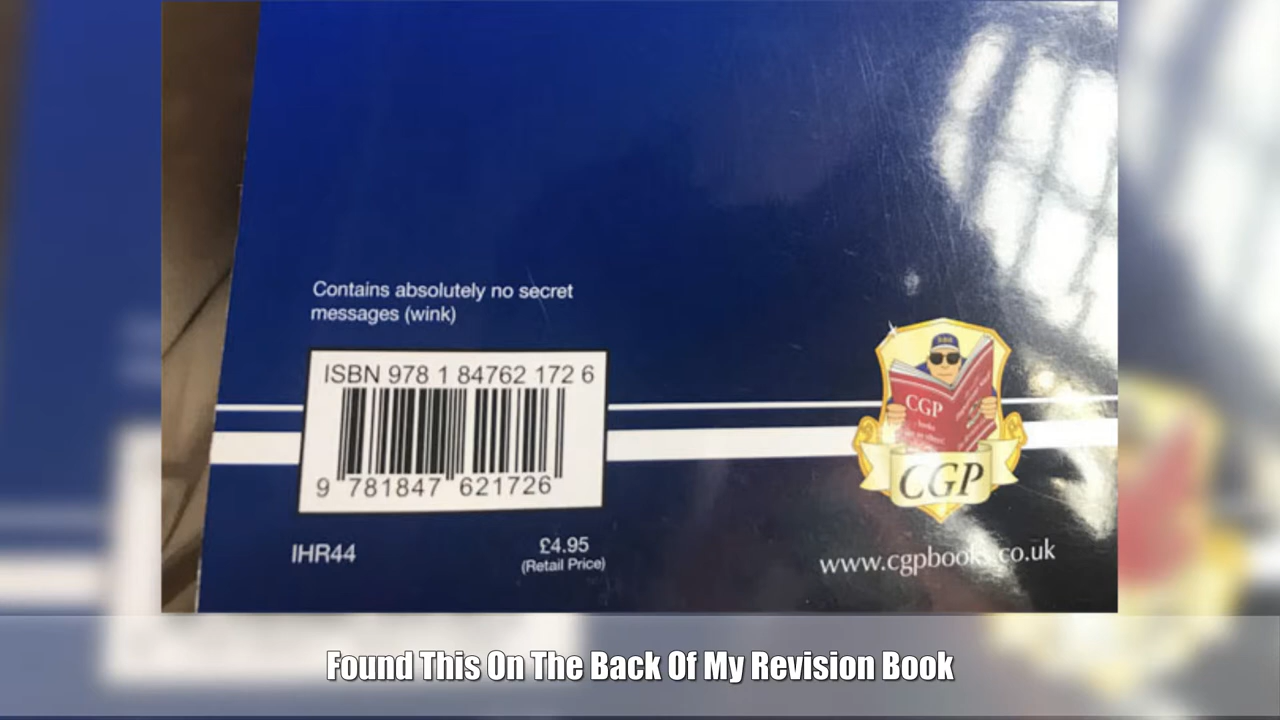 Contains absolutely no secret
messages (wink)
ISBN 978 1 84762 172 6
9 781847 621726
IHR44
£4.95
(Retail Price)
CGP
books
CGP
www.cgpbooks.co.uk
Found This On The Back Of My Revision Book